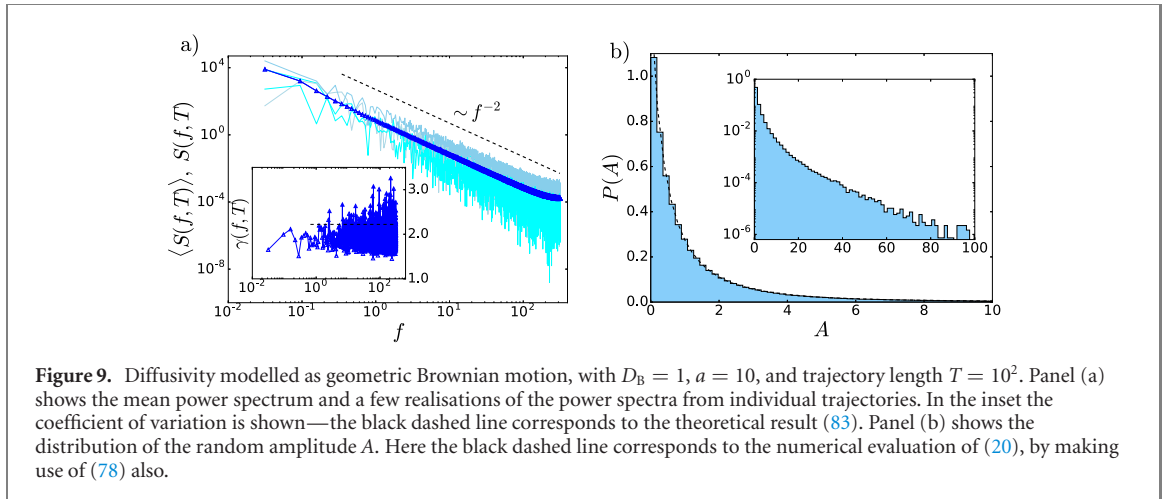 a)
⟨S(f, T)⟩, S(f, T)
10^4
10^0
10^{-4}
10^{-8}
∼ f^{-2}
γ(f, T)
3.0
2.0
1.0
10^{-2} 10^0 10^2
10^{-2} 10^{-1} 10^0 10^1 10^2
f
b)
P(A)
1.0
0.8
0.6
0.4
0.2
0.0
10^0
10^{-2}
10^{-4}
10^{-6}
0 20 40 60 80 100
0 2 4 6 8 10
A
Figure 9. Diffusivity modelled as geometric Brownian motion, with D_B = 1, a = 10, and trajectory length T = 10^2. Panel (a)
shows the mean power spectrum and a few realisations of the power spectra from individual trajectories. In the inset the
coefficient of variation is shown—the black dashed line corresponds to the theoretical result (83). Panel (b) shows the
distribution of the random amplitude A. Here the black dashed line corresponds to the numerical evaluation of (20), by making
use of (78) also.